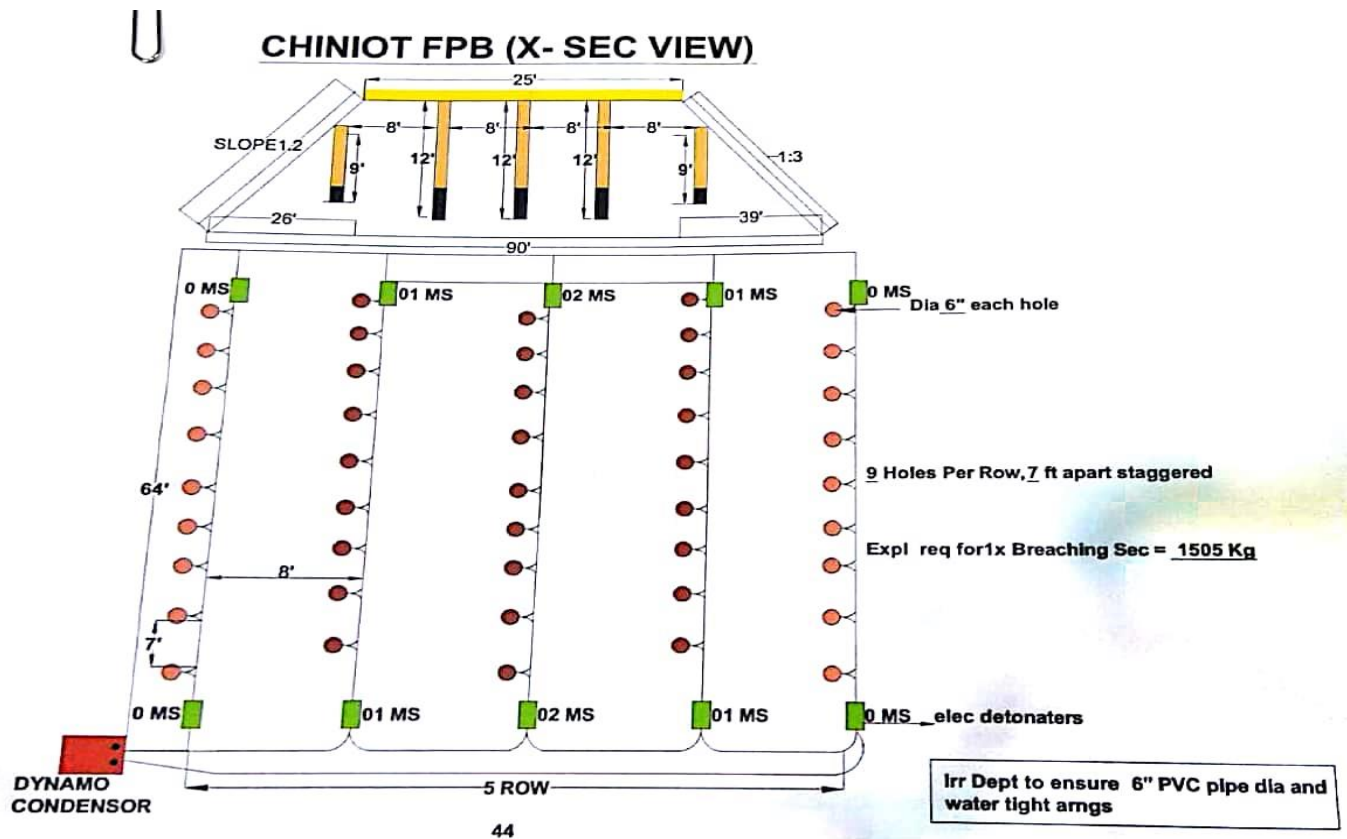 CHINIOT FPB (X- SEC VIEW)
25'
8' 8' 8' 8'
SLOPE1.2
12' 12' 12'
1:3
9' 9'
26' 39'
90'
0 MS 01 MS 02 MS 01 MS 0 MS
Dia 6" each hole
9 Holes Per Row,7 ft apart staggered
64'
Expl req for1x Breaching Sec = 1505 Kg
8'
7'
0 MS 01 MS 02 MS 01 MS 0 MS elec detonaters
DYNAMO
CONDENSOR
5 ROW
Irr Dept to ensure 6" PVC pipe dia and
water tight arngs
44